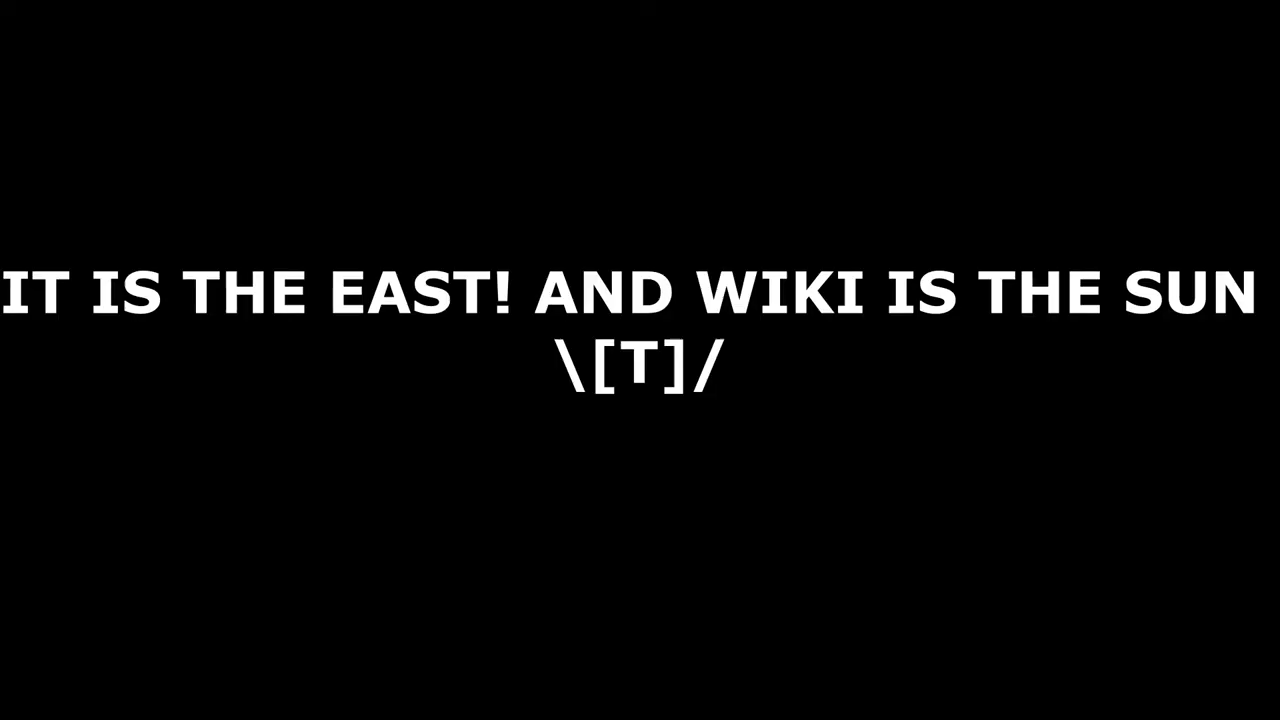 IT IS THE EAST! AND WIKI IS THE SUN
\[T]/